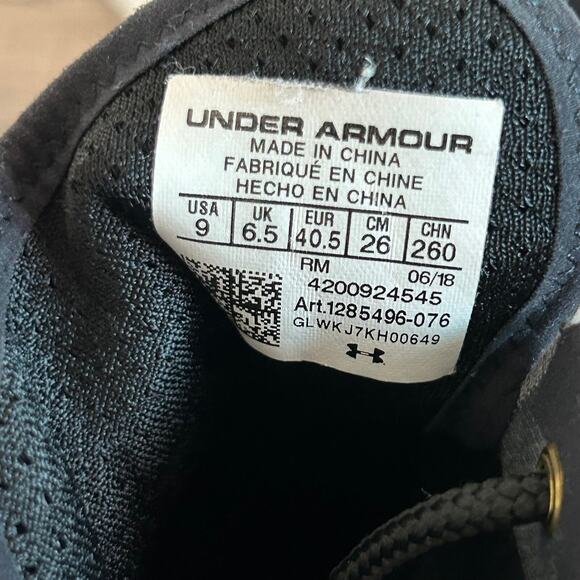 UNDER ARMOUR
MADE IN CHINA
FABRIQUÉ EN CHINE
HECHO EN CHINA
USA UK EUR CM CHN
9 6.5 40.5 26 260
RM 06/18
4200924545
Art.1285496-076
GLWKJ7KH00649